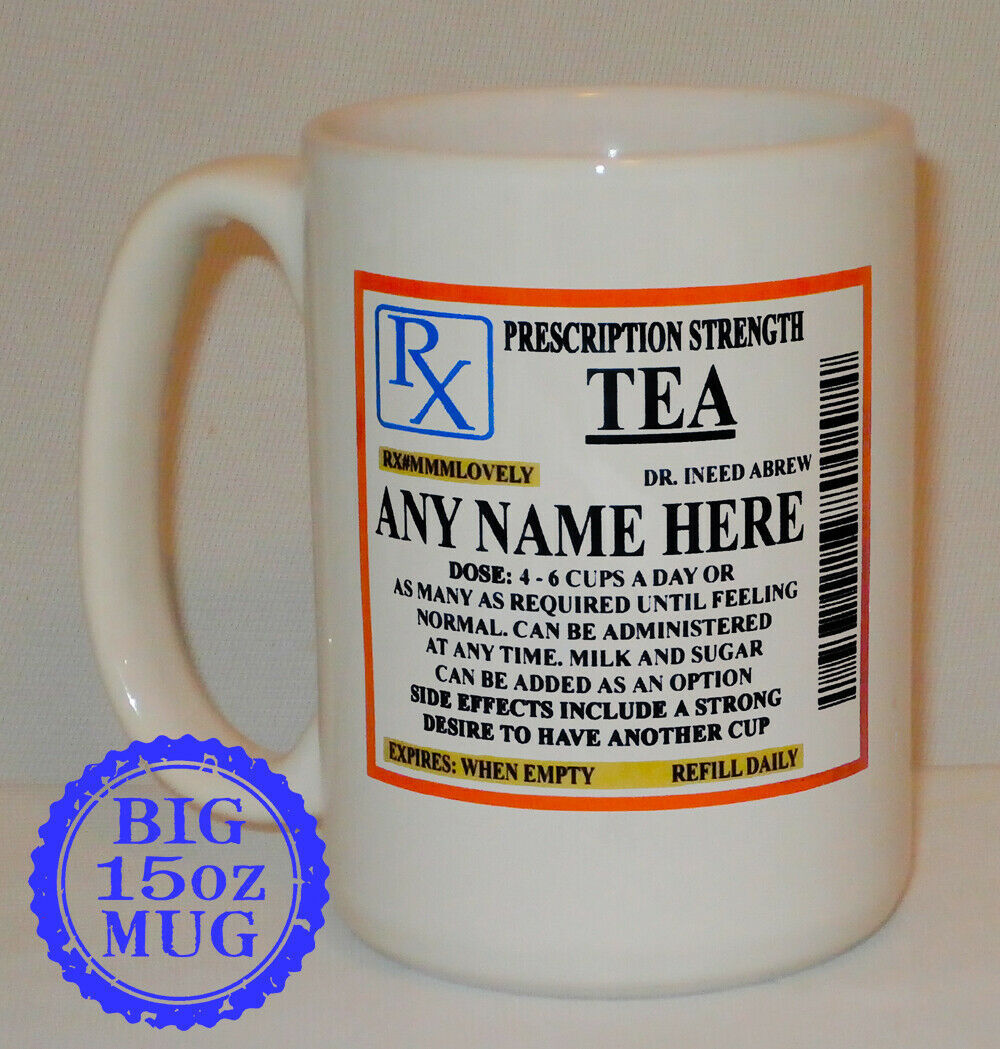 RX
PRESCRIPTION STRENGTH
TEA
RX#MMMLOVELY
DR. INEED ABREW
ANY NAME HERE
DOSE: 4 - 6 CUPS A DAY OR
AS MANY AS REQUIRED UNTIL FEELING
NORMAL. CAN BE ADMINISTERED
AT ANY TIME. MILK AND SUGAR
CAN BE ADDED AS AN OPTION
SIDE EFFECTS INCLUDE A STRONG
DESIRE TO HAVE ANOTHER CUP
EXPIRES: WHEN EMPTY
REFILL DAILY
BIG
15oz
MUG